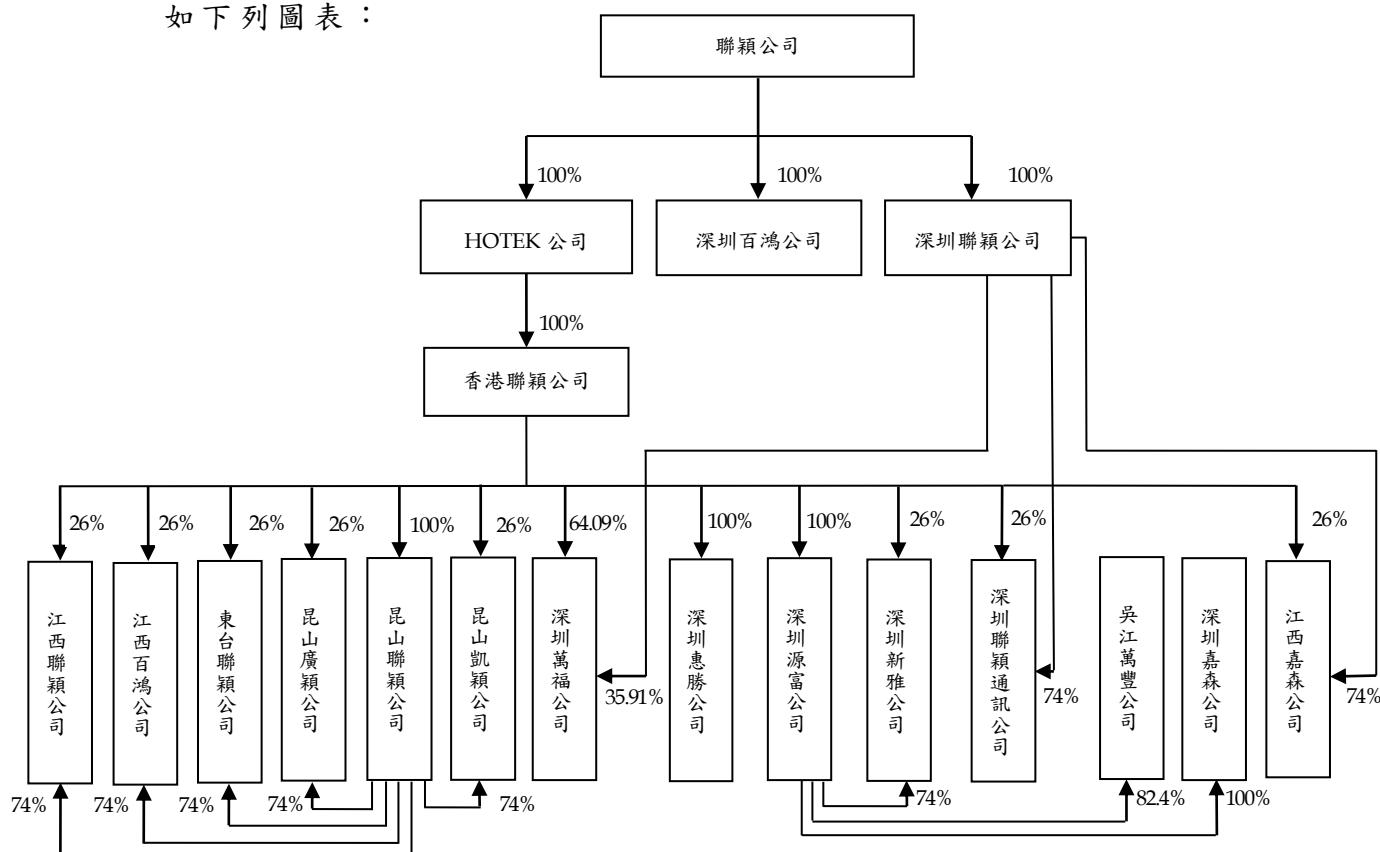 如下列圖表：
聯穎公司
100%
100%
100%
HOTEK 公司
深圳百鴻公司
深圳聯穎公司
100%
香港聯穎公司
26%
26%
26%
26%
100%
26%
64.09%
100%
100%
26%
26%
26%
江西聯穎公司
江西百鴻公司
東台聯穎公司
昆山廣穎公司
昆山聯穎公司
昆山凱穎公司
深圳萬福公司
深圳惠勝公司
深圳源富公司
深圳新雅公司
深圳聯穎通訊公司
吳江萬豐公司
深圳嘉森公司
江西嘉森公司
35.91%
74%
74%
74%
74%
74%
74%
74%
74%
82.4%
100%